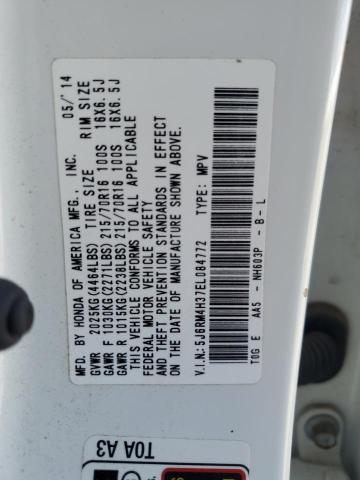 MFD. BY HONDA OF AMERICA MFG., INC. 05/'14
TIRE SIZE RIM SIZE
GVWR 2025KG(4464LBS)
GAWR F 1030KG(2271LBS) 215/70R16 100S 16X6.5J
GAWR R 1015KG(2238LBS) 215/70R16 100S 16X6.5J
THIS VEHICLE CONFORMS TO ALL APPLICABLE
FEDERAL MOTOR VEHICLE SAFETY
AND THEFT PREVENTION STANDARDS IN EFFECT
ON THE DATE OF MANUFACTURE SHOWN ABOVE.
V.I.N:5J6RM4H37EL084772 TYPE: MPV
T0G E AA5 - NH603P - B - L
T0A A3